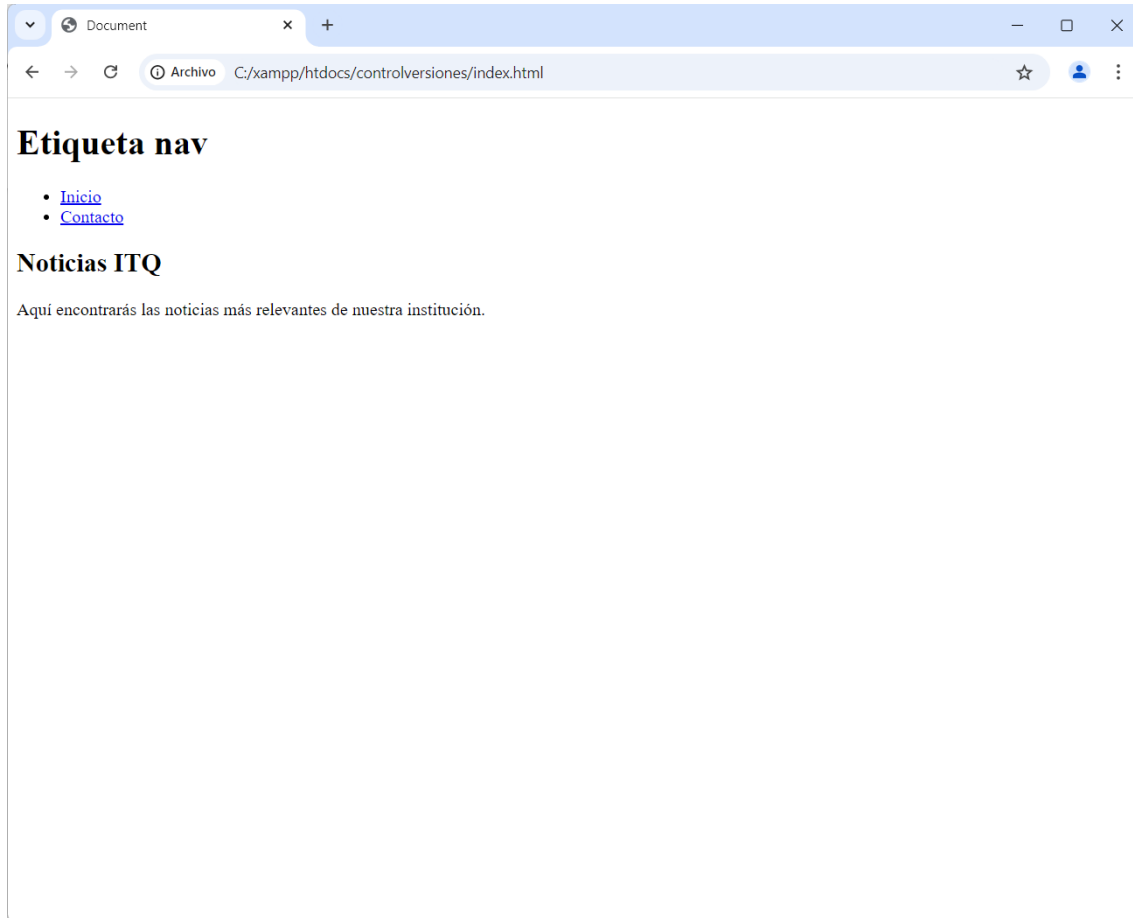 Document
Archivo C:/xampp/htdocs/controlversiones/index.html
Etiqueta nav
Inicio
Contacto
Noticias ITQ
Aquí encontrarás las noticias más relevantes de nuestra institución.